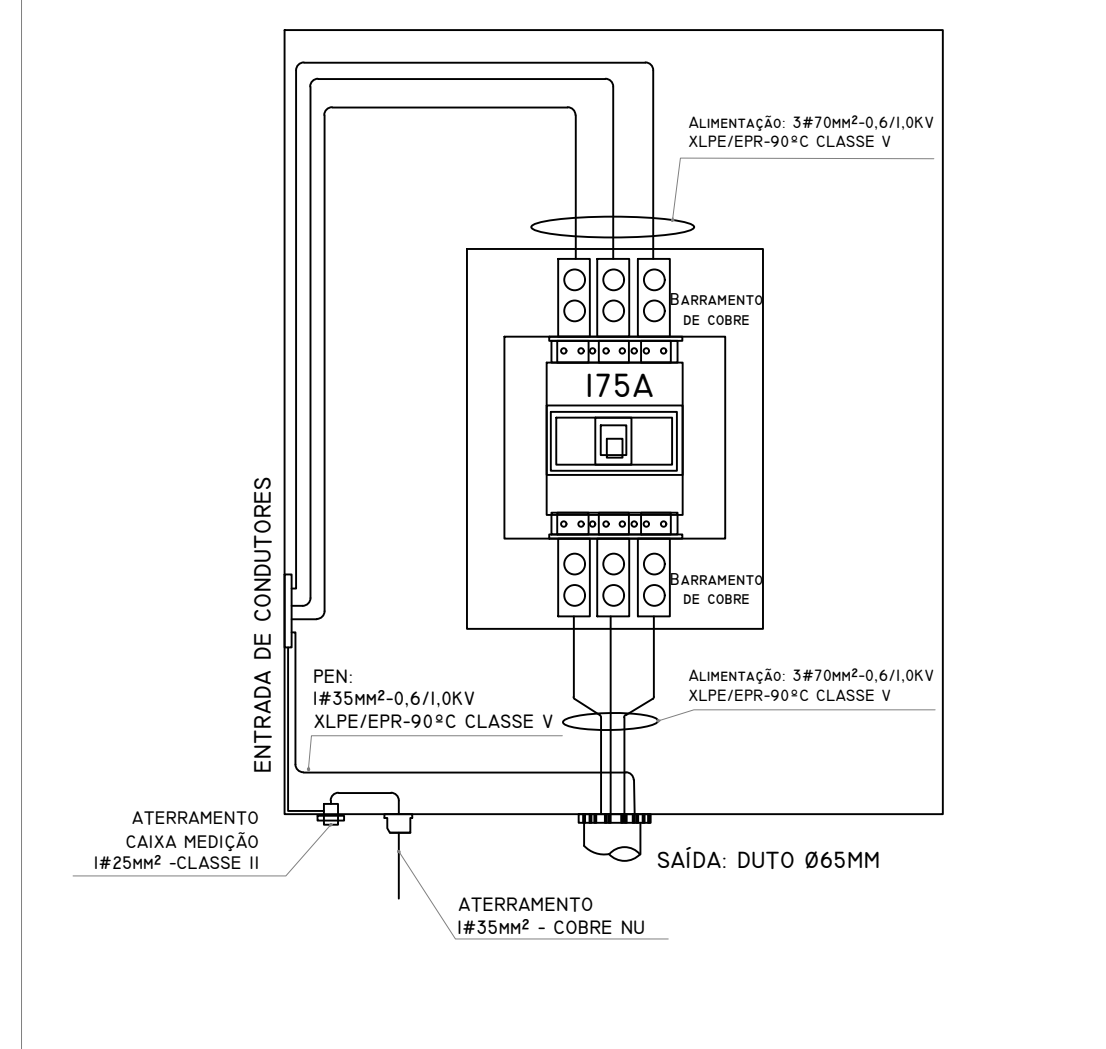 Alimentação: 3#70mm²-0,6/1,0KV
XLPE/EPR-90ºC CLASSE V
Barramento
de cobre
175A
Barramento
de cobre
ENTRADA DE CONDUTORES
PEN:
1#35mm²-0,6/1,0KV
XLPE/EPR-90ºC CLASSE V
Alimentação: 3#70mm²-0,6/1,0KV
XLPE/EPR-90ºC CLASSE V
ATERRAMENTO
CAIXA MEDIÇÃO
1#25mm² -CLASSE II
SAÍDA: DUTO Ø65MM
ATERRAMENTO
1#35mm² - COBRE NU